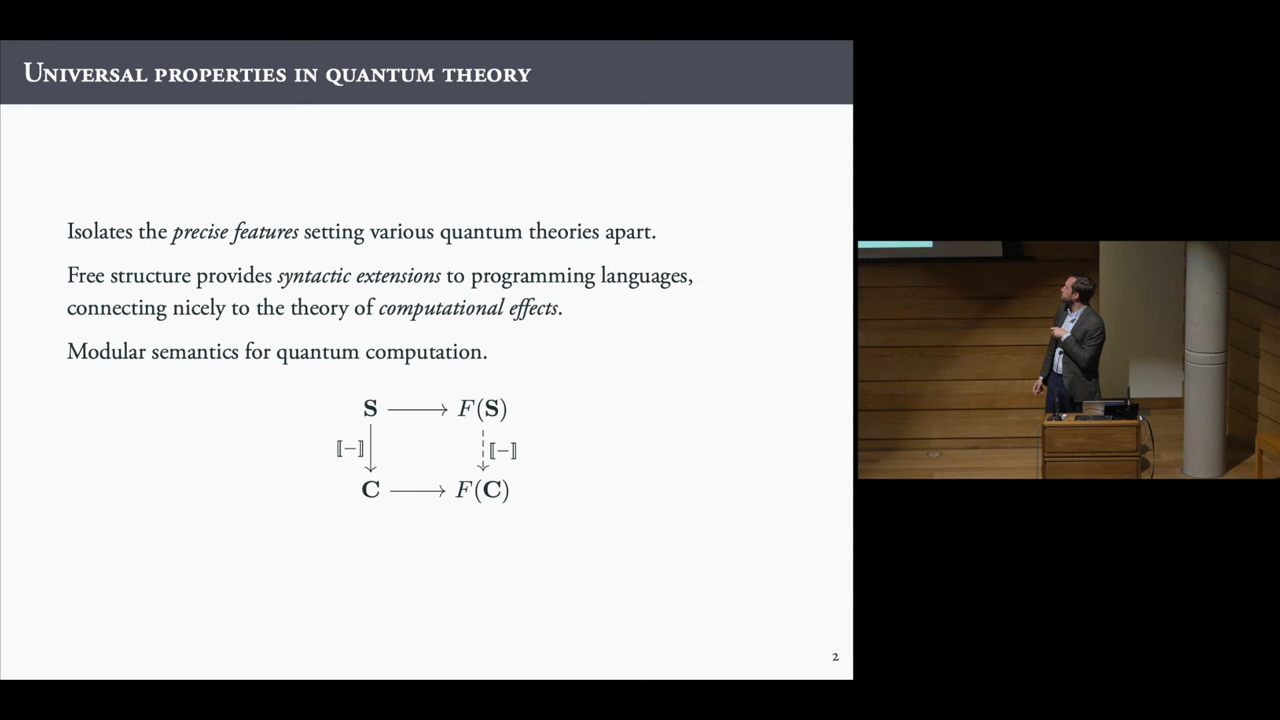 Universal properties in quantum theory
Isolates the precise features setting various quantum theories apart.
Free structure provides syntactic extensions to programming languages,
connecting nicely to the theory of computational effects.
Modular semantics for quantum computation.
S F(S)
⟦−⟧ ⟦−⟧
C F(C)
2